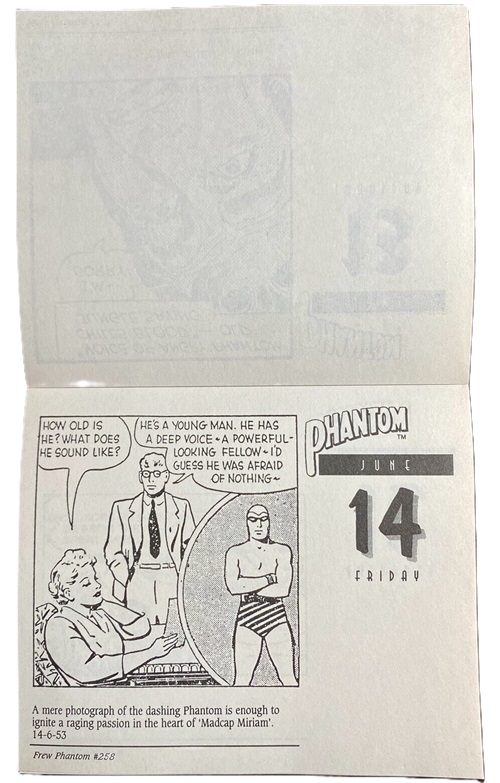 HOW OLD IS
HE? WHAT DOES
HE SOUND LIKE?
HE'S A YOUNG MAN. HE HAS
A DEEP VOICE ~ A POWERFUL-
LOOKING FELLOW ~ I'D
GUESS HE WAS AFRAID
OF NOTHING ~
PHANTOM™
JUNE
14
FRIDAY
A mere photograph of the dashing Phantom is enough to
ignite a raging passion in the heart of 'Madcap Miriam'.
14-6-53
Frew Phantom #258